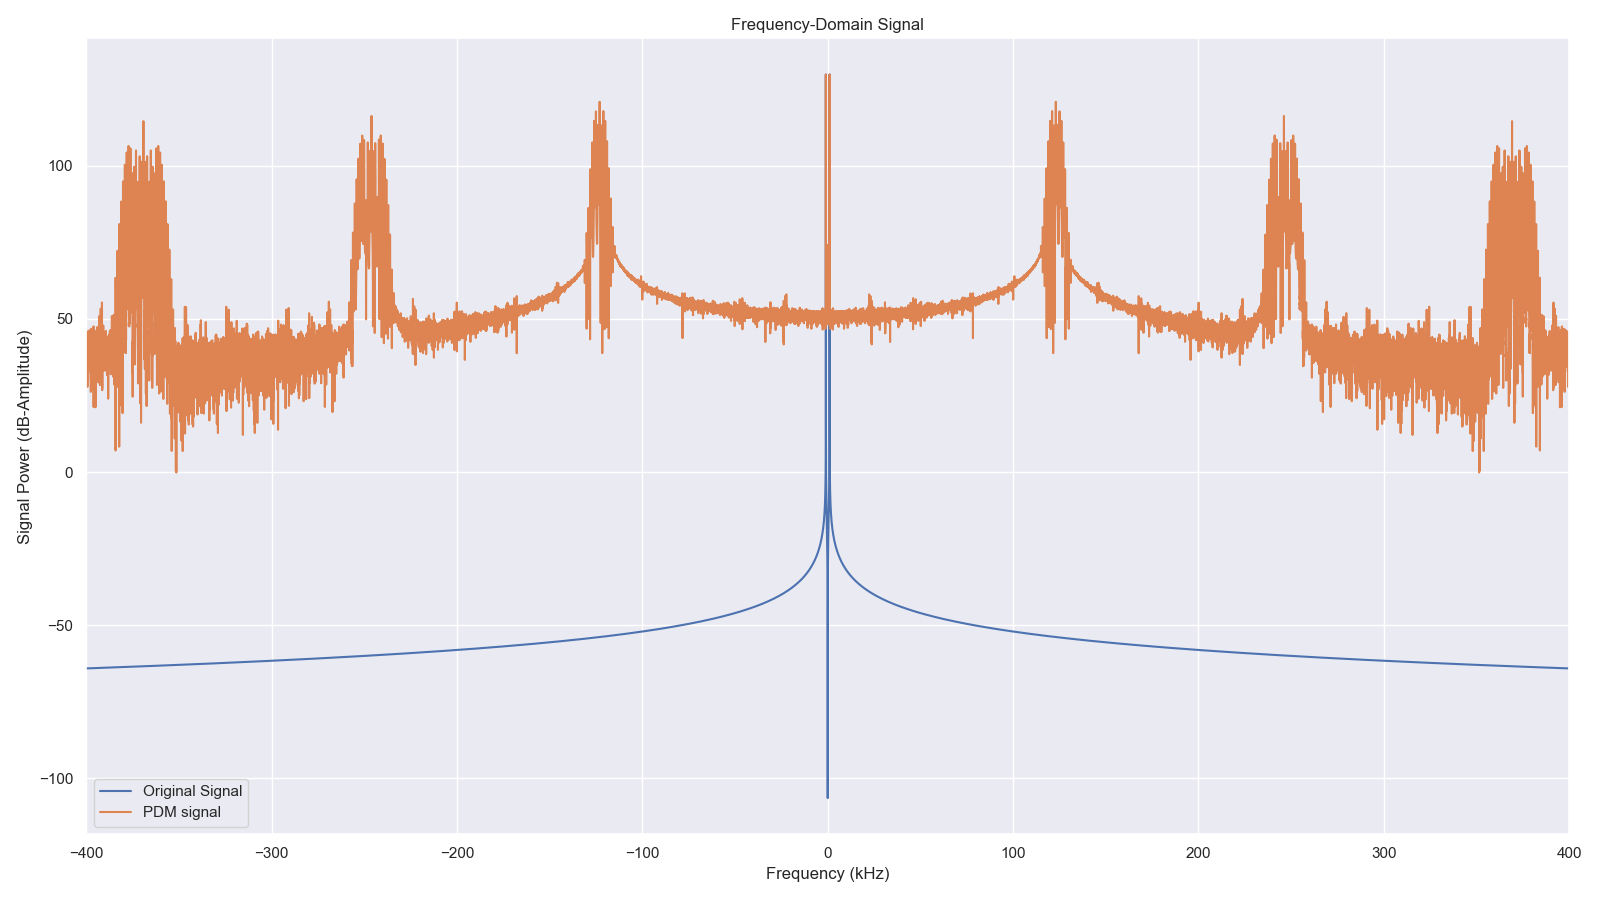 Frequency-Domain Signal
Signal Power (dB-Amplitude)
100
50
0
−50
−100
Original Signal
PDM signal
−400 −300 −200 −100 0 100 200 300 400
Frequency (kHz)